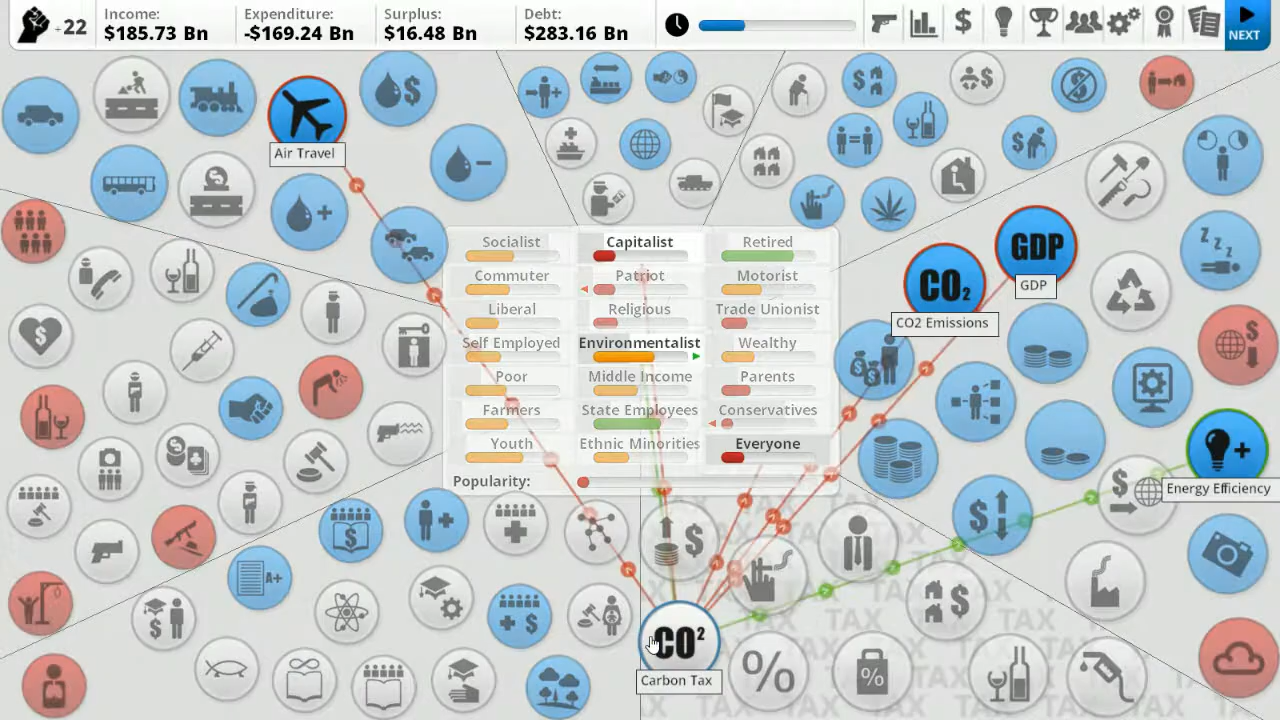 Income: Expenditure: Surplus: Debt:
+22 $185.73 Bn -$169.24 Bn $16.48 Bn $283.16 Bn
NEXT
Air Travel
Socialist Capitalist Retired
Commuter Patriot Motorist
Liberal Religious Trade Unionist
Self Employed Environmentalist Wealthy
Poor Middle Income Parents
Farmers State Employees Conservatives
Youth Ethnic Minorities Everyone
Popularity:
GDP
GDP
CO2
CO2 Emissions
Energy Efficiency
A+
TAX TAX TAX
CO²
Carbon Tax
%
%